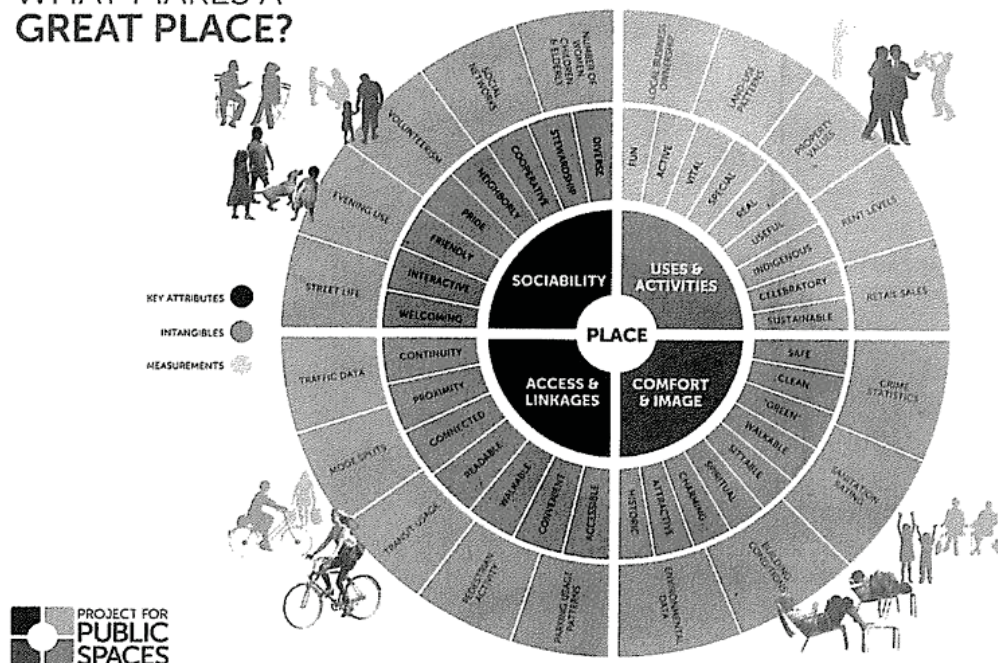 WHAT MAKES A
GREAT PLACE?
KEY ATTRIBUTES
INTANGIBLES
MEASUREMENTS
PLACE
SOCIABILITY
USES &
ACTIVITIES
ACCESS &
LINKAGES
COMFORT
& IMAGE
WELCOMING
INTERACTIVE
FRIENDLY
PRIDE
NEIGHBORLY
COOPERATIVE
STEWARDSHIP
DIVERSE
FUN
ACTIVE
VITAL
SPECIAL
REAL
USEFUL
INDIGENOUS
CELEBRATORY
SUSTAINABLE
SAFE
CLEAN
"GREEN"
WALKABLE
SITTABLE
SPIRITUAL
CHARMING
ATTRACTIVE
HISTORIC
ACCESSIBLE
CONVENIENT
WALKABLE
READABLE
CONNECTED
PROXIMITY
CONTINUITY
STREET LIFE
EVENING USE
VOLUNTEERISM
SOCIAL
NETWORKS
NUMBER OF
WOMEN
CHILDREN
& ELDERLY
LOCAL BUSINESS
OWNERSHIP
LAND-USE
PATTERNS
PROPERTY
VALUES
RENT LEVELS
RETAIL SALES
CRIME
STATISTICS
SANITATION
RATING
BUILDING
CONDITIONS
ENVIRONMENTAL
DATA
PARKING USAGE
PATTERNS
PEDESTRIAN
ACTIVITY
TRANSIT USAGE
MODE SPLITS
TRAFFIC DATA
PROJECT FOR
PUBLIC
SPACES